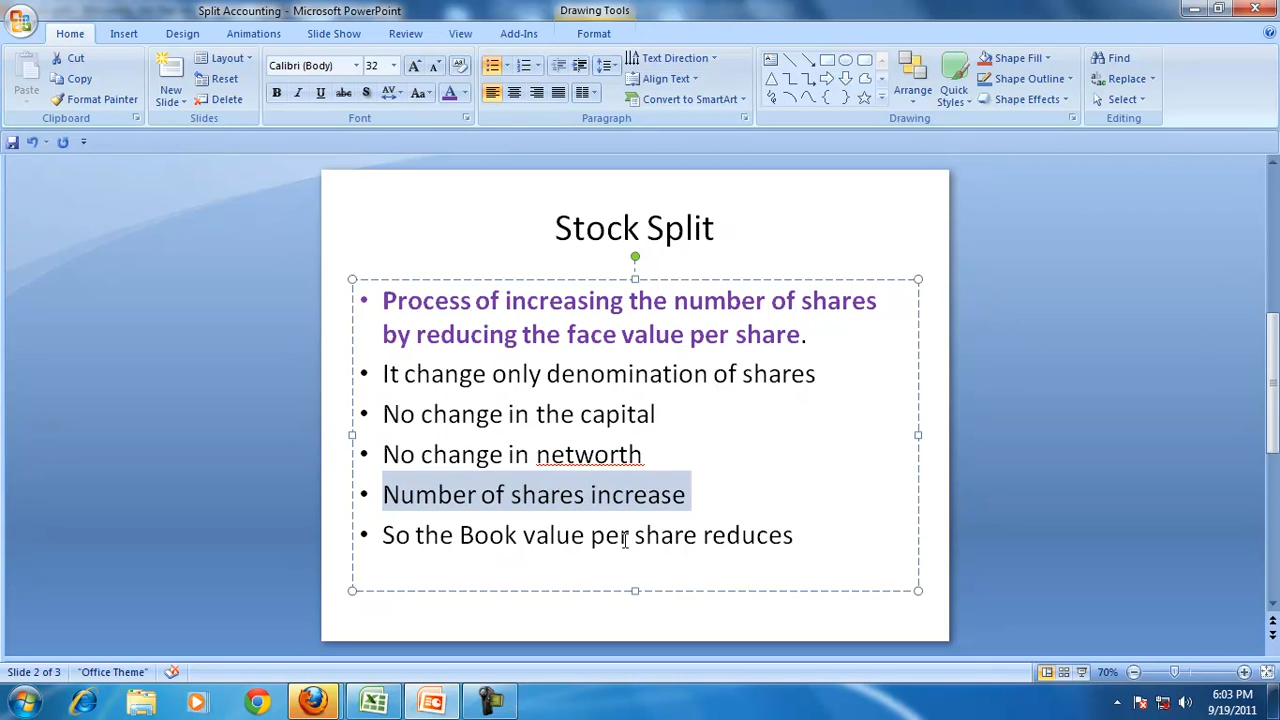 Split Accounting - Microsoft PowerPoint
Drawing Tools
Home Insert Design Animations Slide Show Review View Add-Ins Format
Paste
Cut
Copy
Format Painter
Clipboard
New Slide
Layout
Reset
Delete
Slides
Calibri (Body) 32
B I U abc S AV Aa A
Font
Text Direction
Align Text
Convert to SmartArt
Paragraph
Arrange
Quick Styles
Shape Fill
Shape Outline
Shape Effects
Drawing
Find
Replace
Select
Editing
Stock Split
• Process of increasing the number of shares
by reducing the face value per share.
• It change only denomination of shares
• No change in the capital
• No change in networth
• Number of shares increase
• So the Book value per share reduces
Slide 2 of 3 "Office Theme" 70%
6:03 PM
9/19/2011